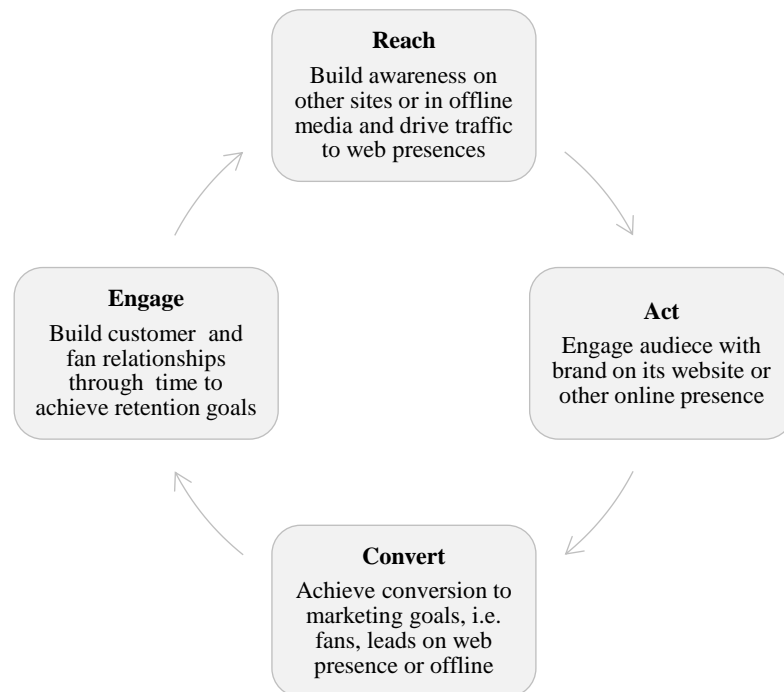 Reach
Build awareness on
other sites or in offline
media and drive traffic
to web presences
Act
Engage audiece with
brand on its website or
other online presence
Convert
Achieve conversion to
marketing goals, i.e.
fans, leads on web
presence or offline
Engage
Build customer and
fan relationships
through time to
achieve retention goals